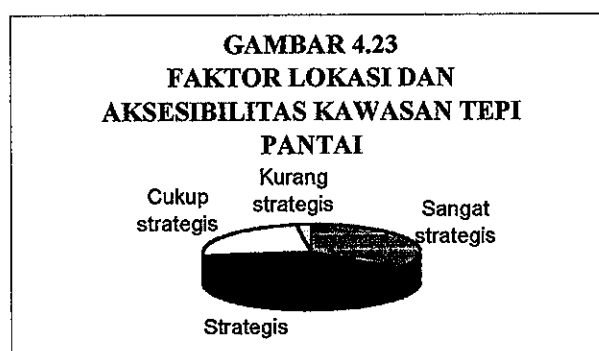 GAMBAR 4.23
FAKTOR LOKASI DAN
AKSESIBILITAS KAWASAN TEPI
PANTAI
Kurang
strategis
Cukup
strategis
Sangat
strategis
Strategis